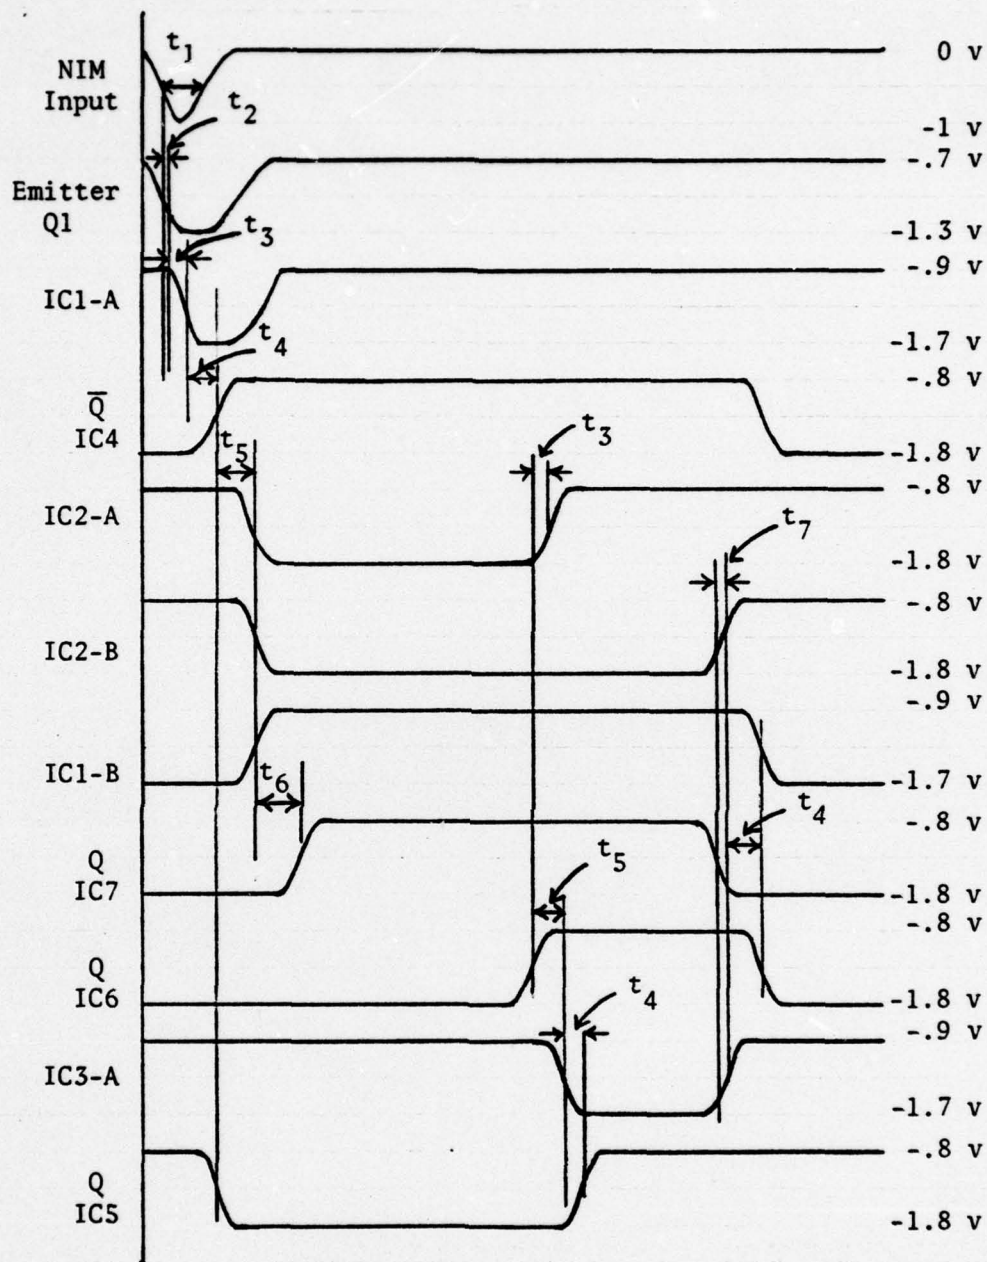 t1
0 v
NIM
Input
t2
-1 v
-.7 v
Emitter
Q1
t3
-1.3 v
-.9 v
IC1-A
t4
-1.7 v
-.8 v
Q̅
IC4
t5
t3
-1.8 v
-.8 v
IC2-A
t7
-1.8 v
-.8 v
IC2-B
-1.8 v
-.9 v
IC1-B
t6
-1.7 v
t4
-.8 v
Q
IC7
t5
-1.8 v
-.8 v
Q
IC6
t4
-1.8 v
-.9 v
IC3-A
-1.7 v
-.8 v
Q
IC5
-1.8 v